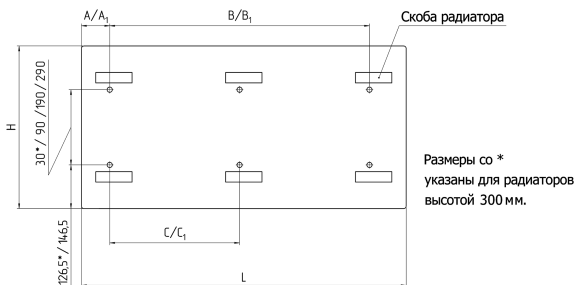 A/A₁
B/B₁
Скоба радиатора
H
30*/ 90 /190/290
Размеры со *
указаны для радиаторов
высотой 300 мм.
126,5*/ 146,5
C/C₁
L